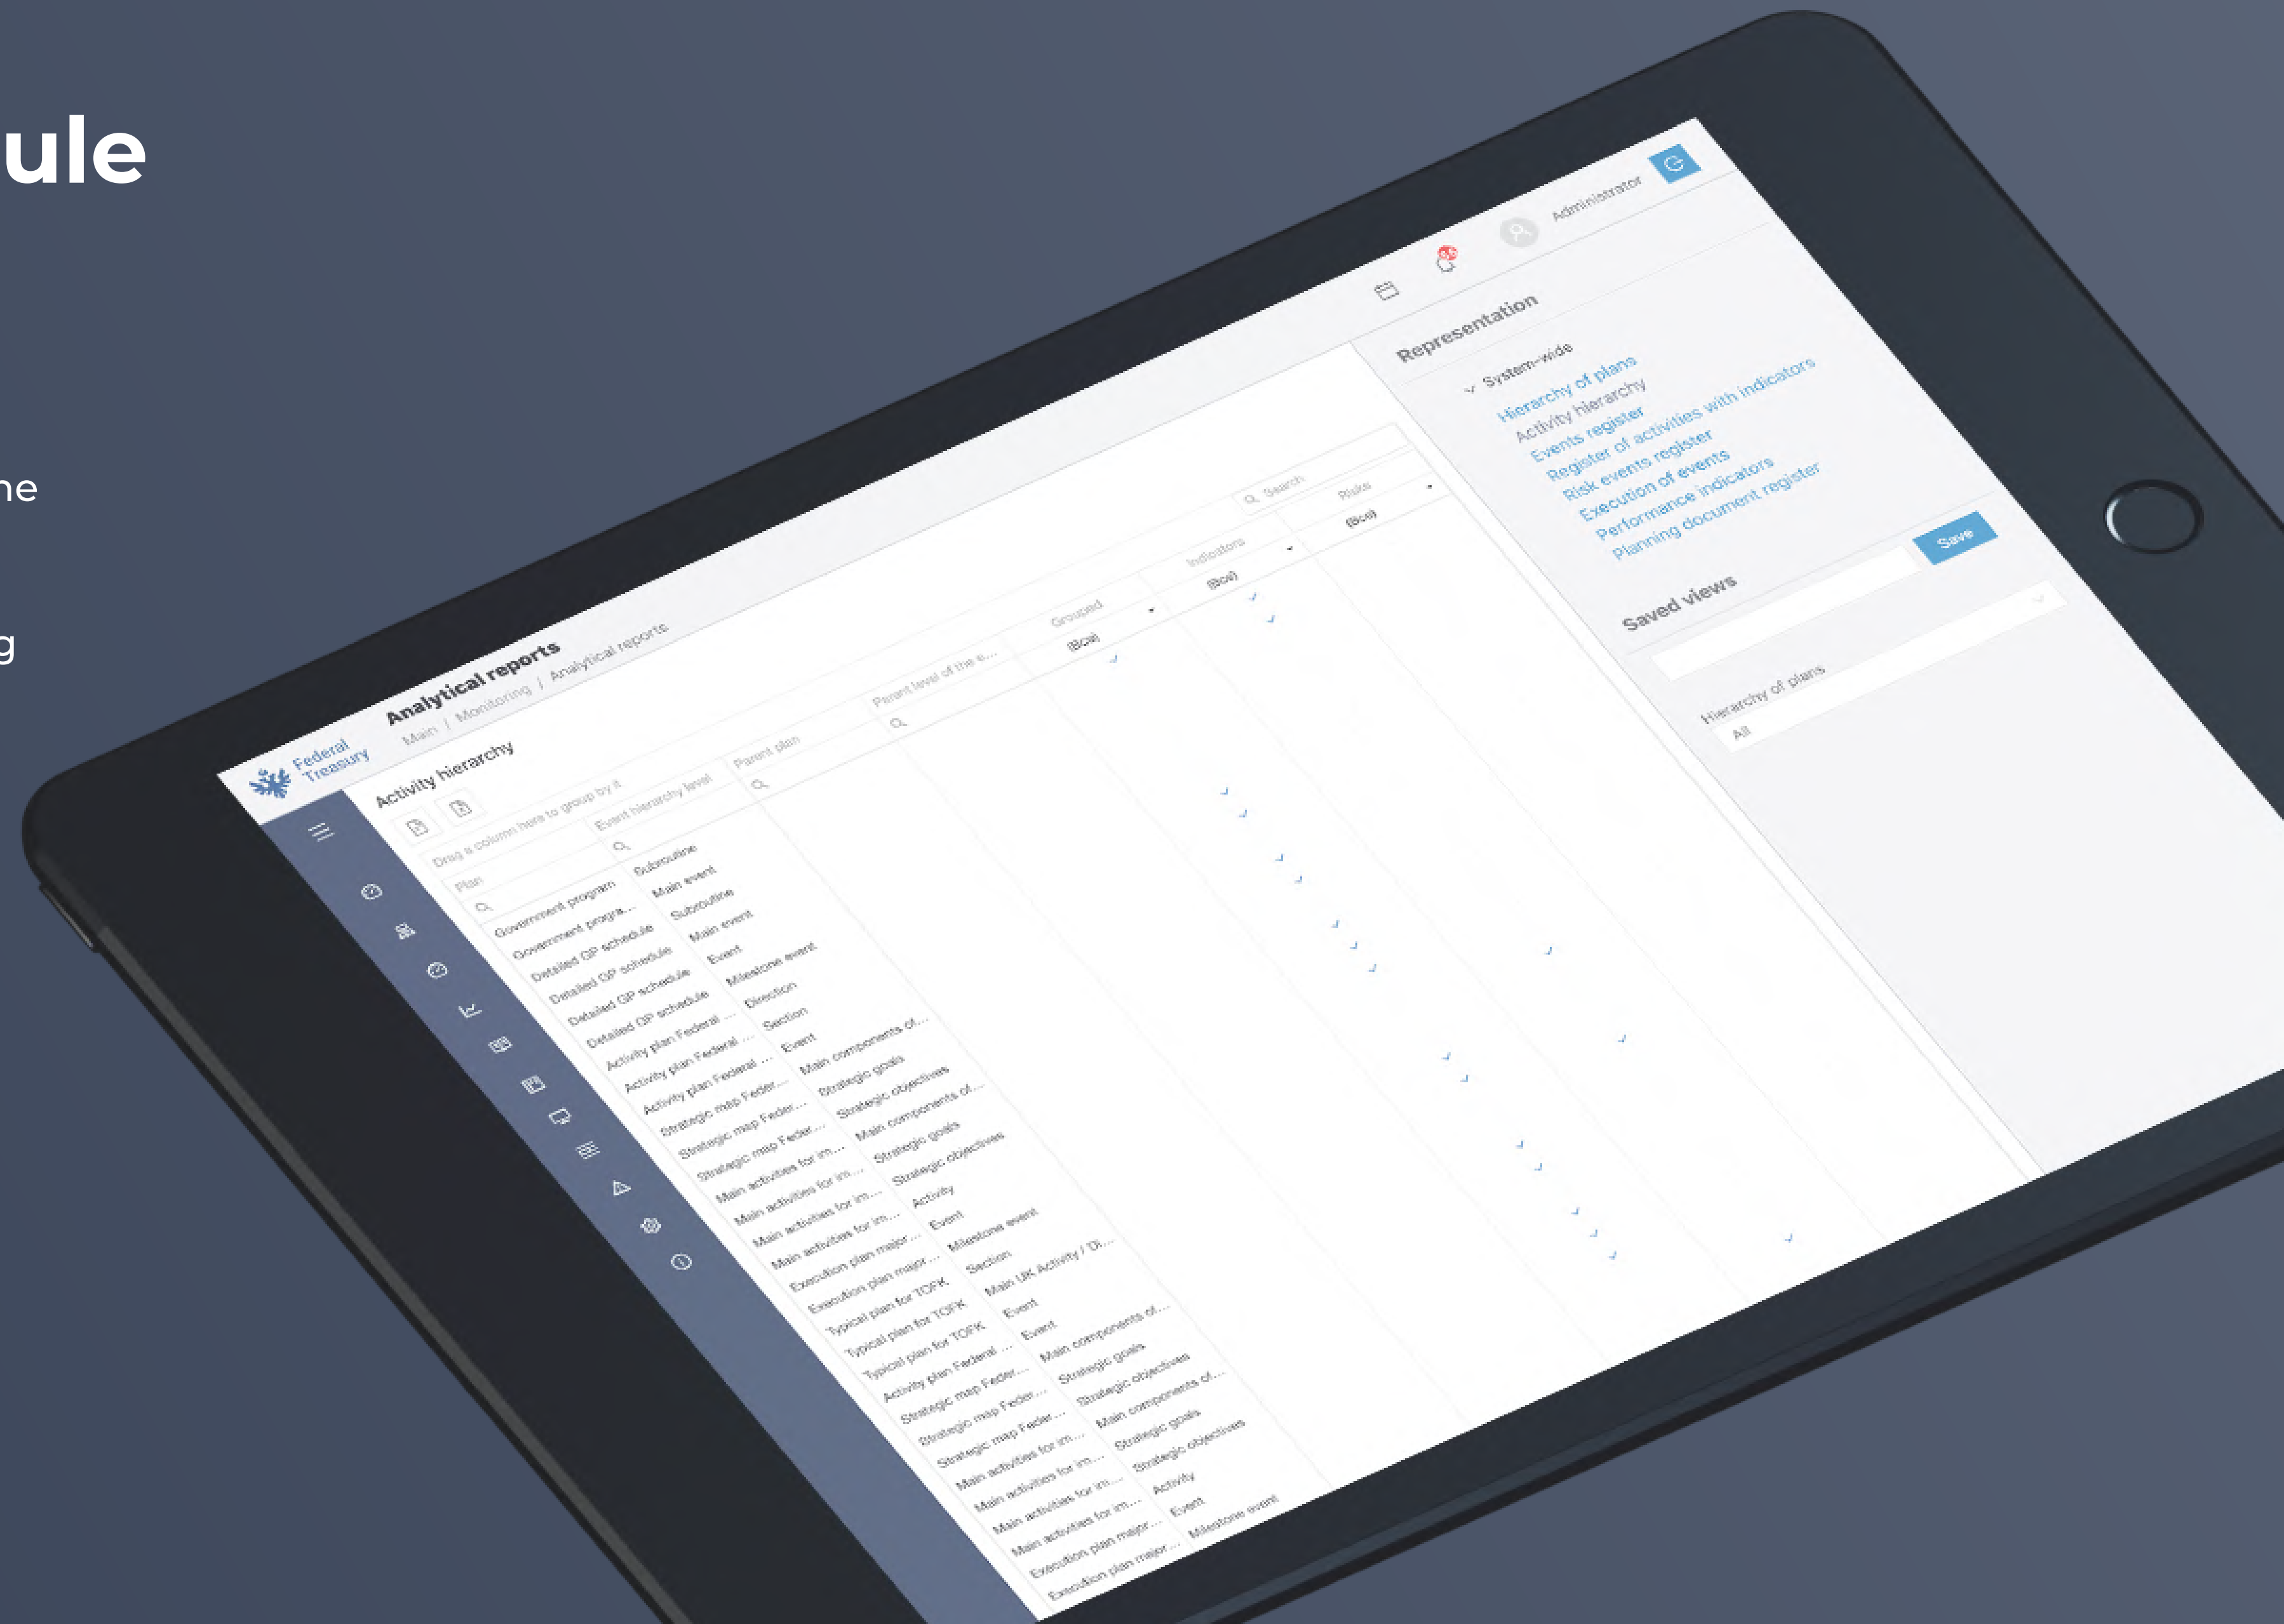 ule
ne
g
Federal
Treasury
Analytical reports
Main / Monitoring / Analytical reports
Administrator
Activity hierarchy
Search
Drag a column here to group by it
Plan Event hierarchy level Parent plan Parant level of the e... Grouped Indicators Risks
(Все) (Все) (Все)
Government program Subroutine
Government progra... Main event
Detailed GP schedule Subroutine
Detailed GP schedule Main event
Detailed GP schedule Event
Detailed GP schedule Milestone event
Activity plan Federal ... Direction
Activity plan Federal ... Section
Activity plan Federal ... Event
Strategic map Feder... Main components of...
Strategic map Feder... Strategic goals
Strategic map Feder... Strategic objectives
Main activities for im... Main components of...
Main activities for im... Strategic goals
Main activities for im... Strategic objectives
Main activities for im... Activity
Execution plan major... Event
Execution plan major... Milestone event
Typical plan for TOFK Section
Typical plan for TOFK Main UK Activity / Di...
Typical plan for TOFK Event
Activity plan Federal ... Event
Strategic map Feder... Main components of...
Strategic map Feder... Strategic goals
Strategic map Feder... Strategic objectives
Main activities for im... Main components of...
Main activities for im... Strategic goals
Main activities for im... Strategic objectives
Main activities for im... Activity
Execution plan major... Event
Execution plan major... Milestone event
Representation
System-wide
Hierarchy of plans
Activity hierarchy
Events register
Register of activities with indicators
Risk events register
Execution of events
Performance indicators
Planning document register
Saved views
Save
Hierarchy of plans
All